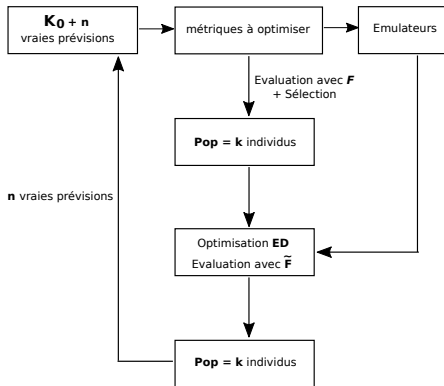 K0 + n
vraies prévisions
métriques à optimiser
Emulateurs
Evaluation avec F
+ Sélection
Pop = k individus
n vraies prévisions
Optimisation ED
Evaluation avec F̃
Pop = k individus